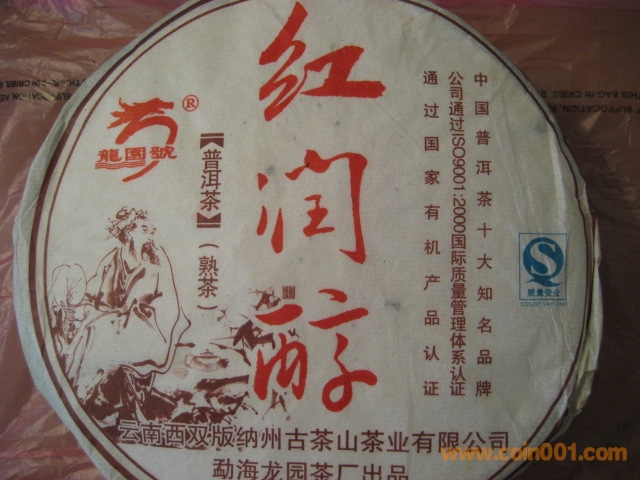 红润醇
中国普洱茶十大知名品牌
公司通过ISO9001:2000国际质量管理体系认证
通过国家有机产品认证
龍園號®
【普洱茶】（熟茶）
质量安全
云南西双版纳州古茶山茶业有限公司
勐海龙园茶厂出品
www.coin001.com